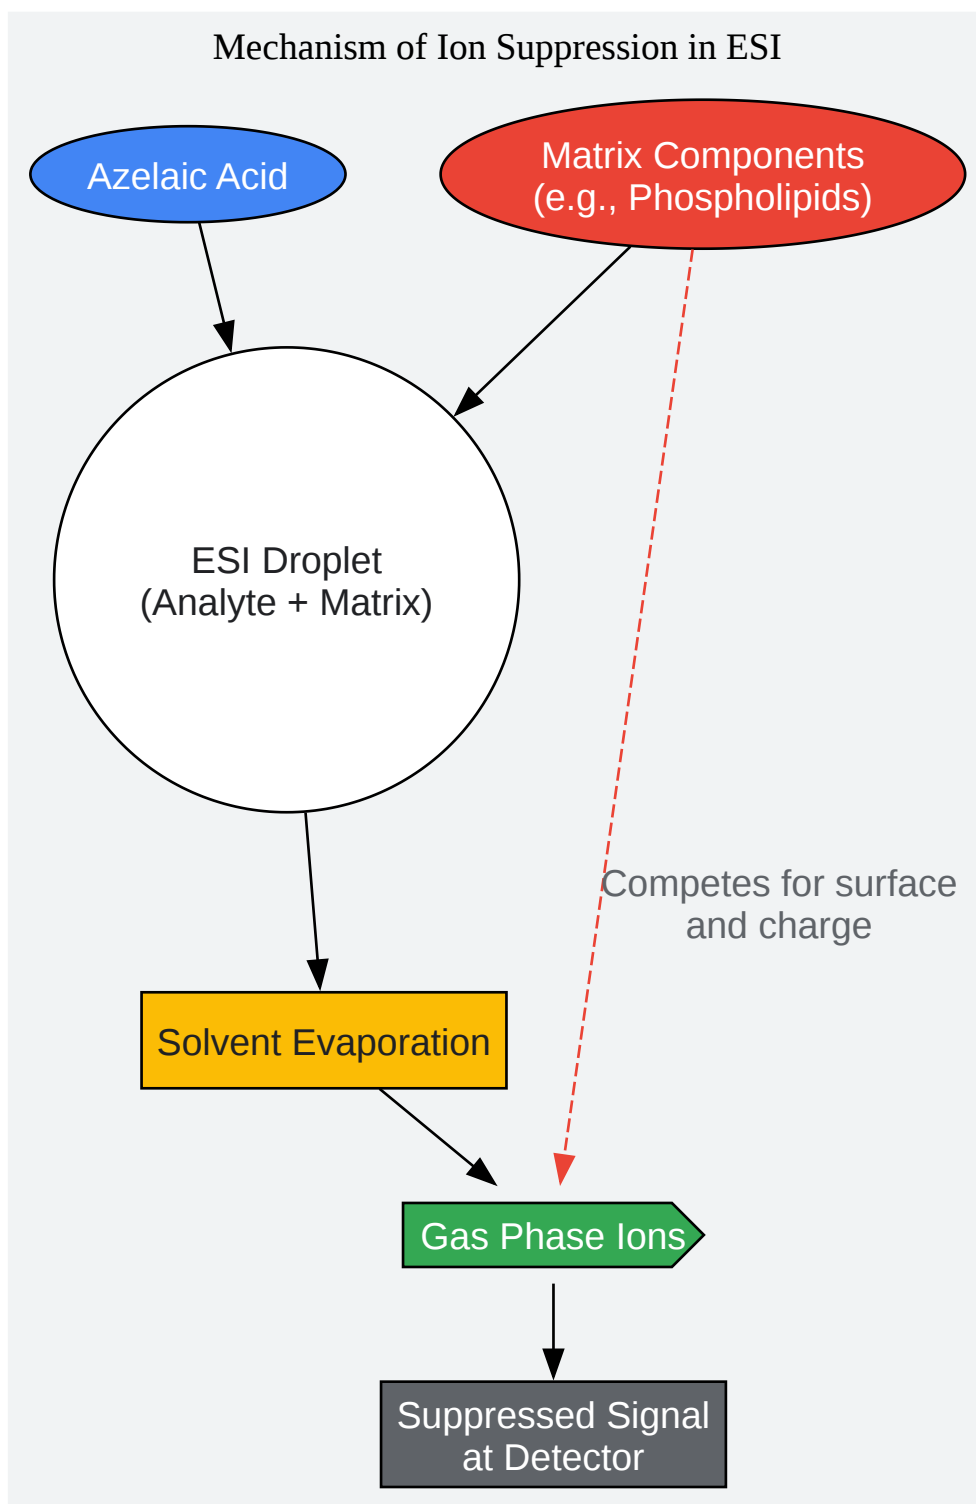 Mechanism of Ion Suppression in ESI
Azelaic Acid
Matrix Components
(e.g., Phospholipids)
ESI Droplet
(Analyte + Matrix)
Competes for surface
and charge
Solvent Evaporation
Gas Phase Ions
Suppressed Signal
at Detector